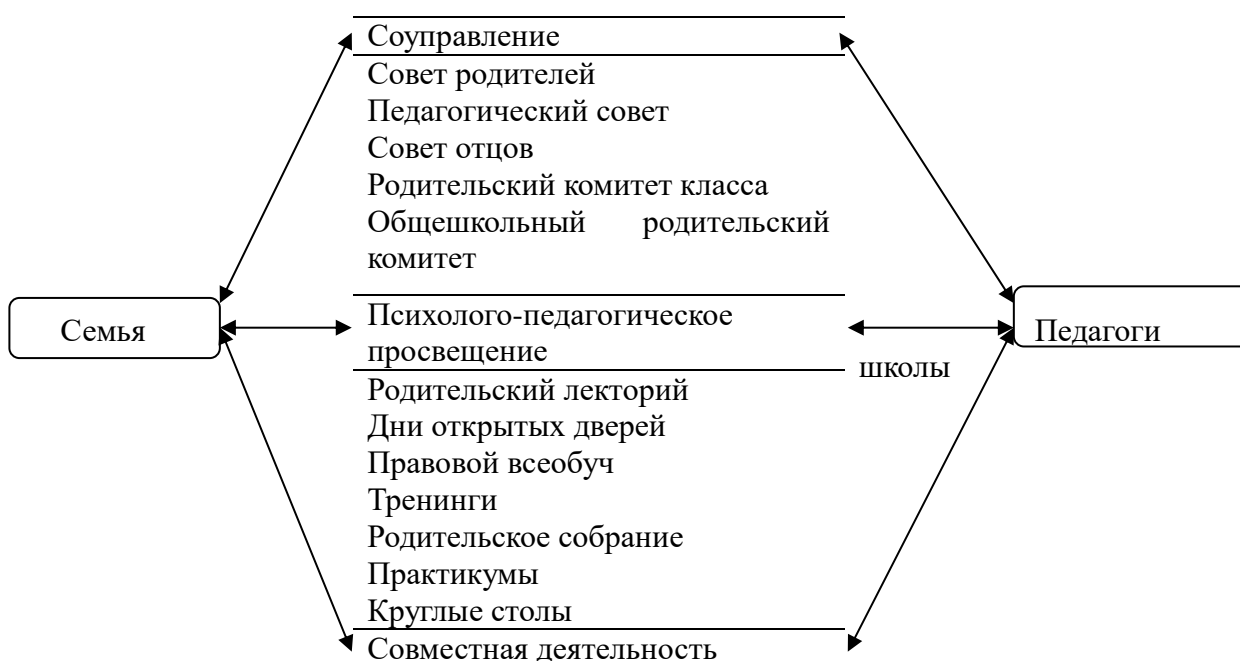 Соуправление
Совет родителей
Педагогический совет
Совет отцов
Родительский комитет класса
Общешкольный родительский
комитет
Семья
Психолого-педагогическое
просвещение
Педагоги
школы
Родительский лекторий
Дни открытых дверей
Правовой всеобуч
Тренинги
Родительское собрание
Практикумы
Круглые столы
Совместная деятельность